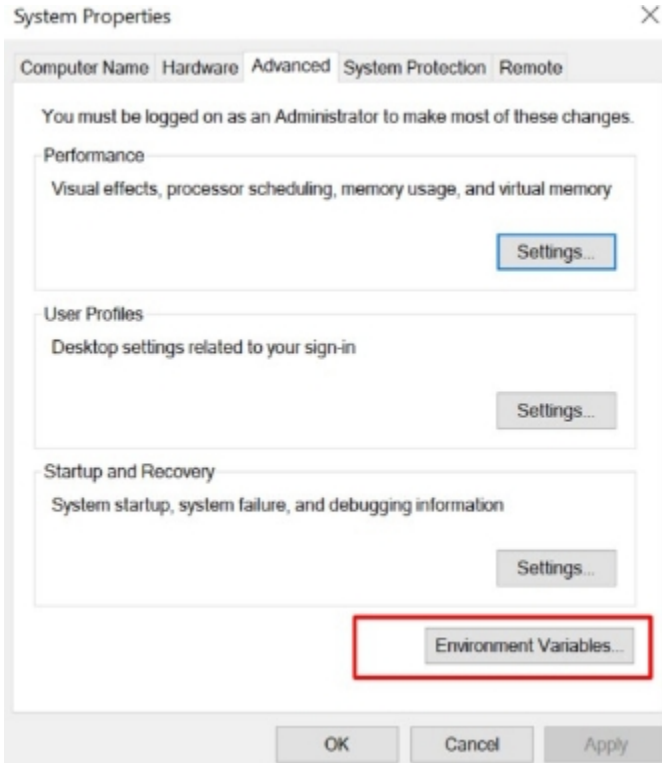 System Properties
Computer Name Hardware Advanced System Protection Remote
You must be logged on as an Administrator to make most of these changes.
Performance
Visual effects, processor scheduling, memory usage, and virtual memory
Settings...
User Profiles
Desktop settings related to your sign-in
Settings...
Startup and Recovery
System startup, system failure, and debugging information
Settings...
Environment Variables...
OK Cancel Apply